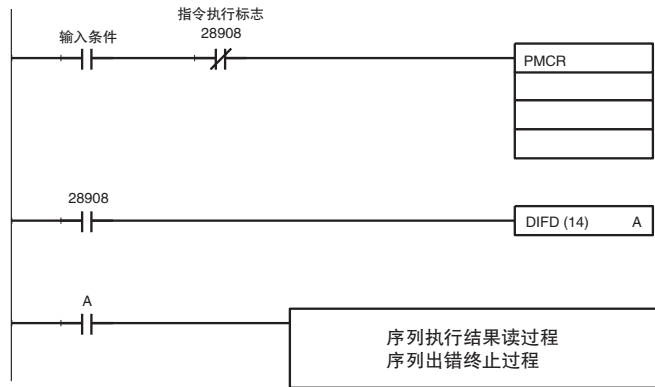 指令执行标志
输入条件
28908
PMCR
28908
DIFD (14) A
A
序列执行结果读过程
序列出错终止过程